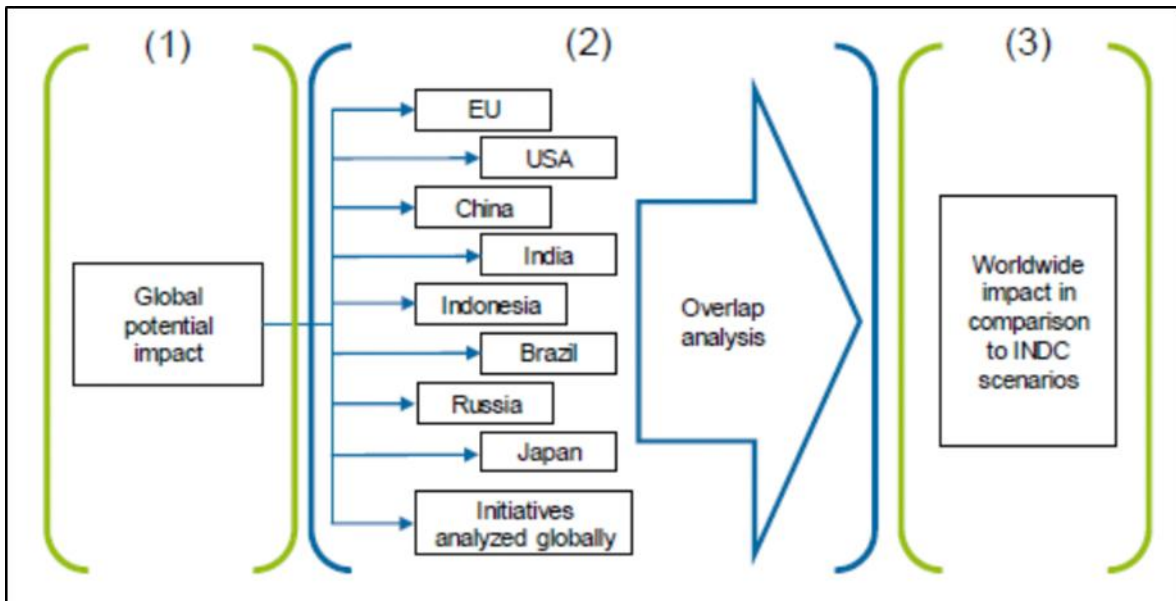 (1)
(2)
(3)
Global
potential
impact
EU
USA
China
India
Indonesia
Brazil
Russia
Japan
Initiatives
analyzed globally
Overlap
analysis
Worldwide
impact in
comparison
to INDC
scenarios